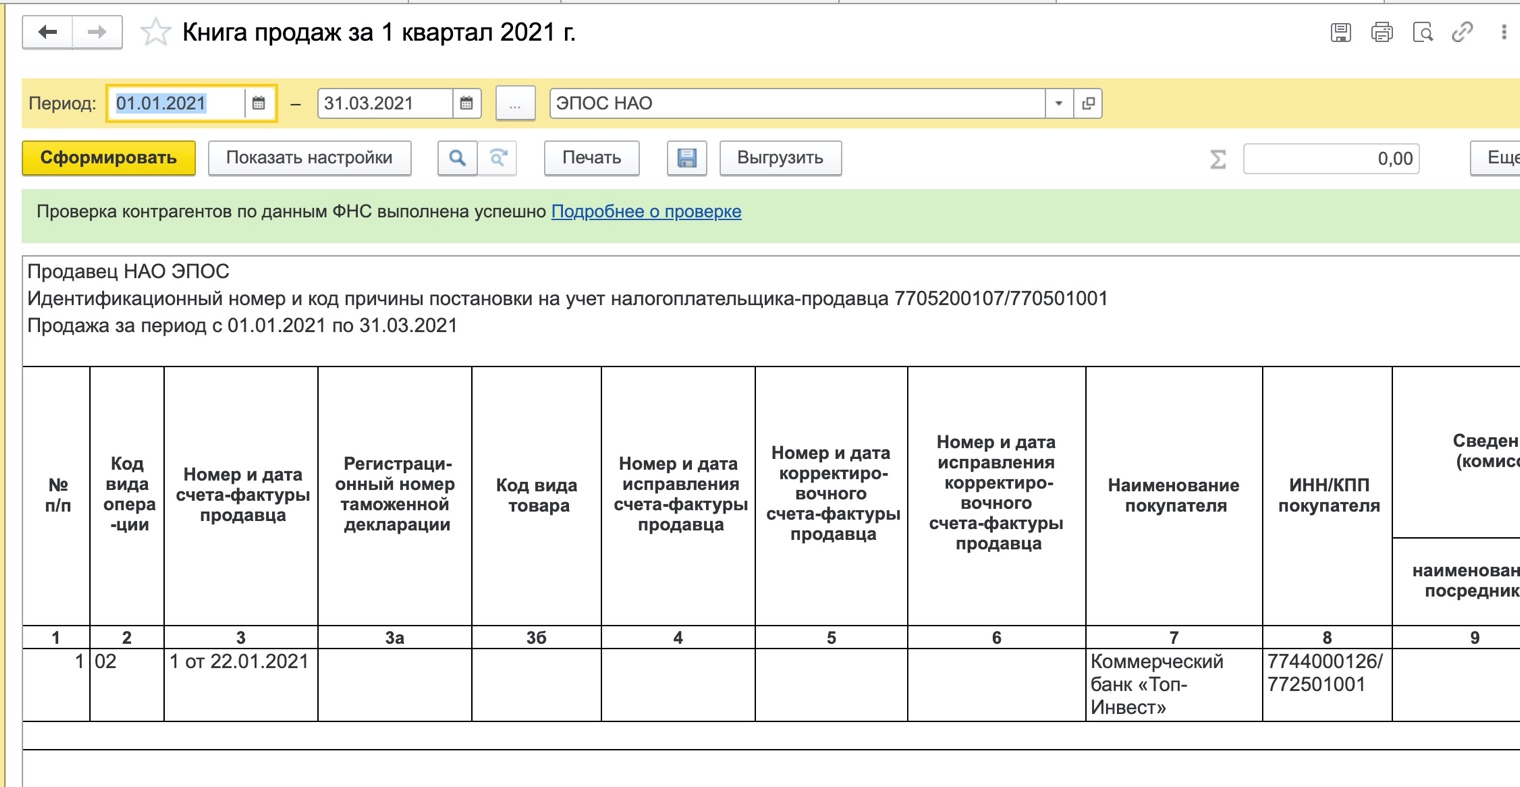 Книга продаж за 1 квартал 2021 г.
Период: 01.01.2021 – 31.03.2021 ... ЭПОС НАО
Сформировать Показать настройки Печать Выгрузить Σ 0,00 Еще
Проверка контрагентов по данным ФНС выполнена успешно Подробнее о проверке
Продавец НАО ЭПОС
Идентификационный номер и код причины постановки на учет налогоплательщика-продавца 7705200107/770501001
Продажа за период с 01.01.2021 по 31.03.2021
№
п/п
Код
вида
опера
-ции
Номер и дата
счета-фактуры
продавца
Регистраци-
онный номер
таможенной
декларации
Код вида
товара
Номер и дата
исправления
счета-фактуры
продавца
Номер и дата
корректиро-
вочного
счета-фактуры
продавца
Номер и дата
исправления
корректиро-
вочного
счета-фактуры
продавца
Наименование
покупателя
ИНН/КПП
покупателя
Сведен
(комисс
наименован
посредник
1 2 3 3а 3б 4 5 6 7 8 9
1 02 1 от 22.01.2021
Коммерческий
банк «Топ-
Инвест»
7744000126/
772501001